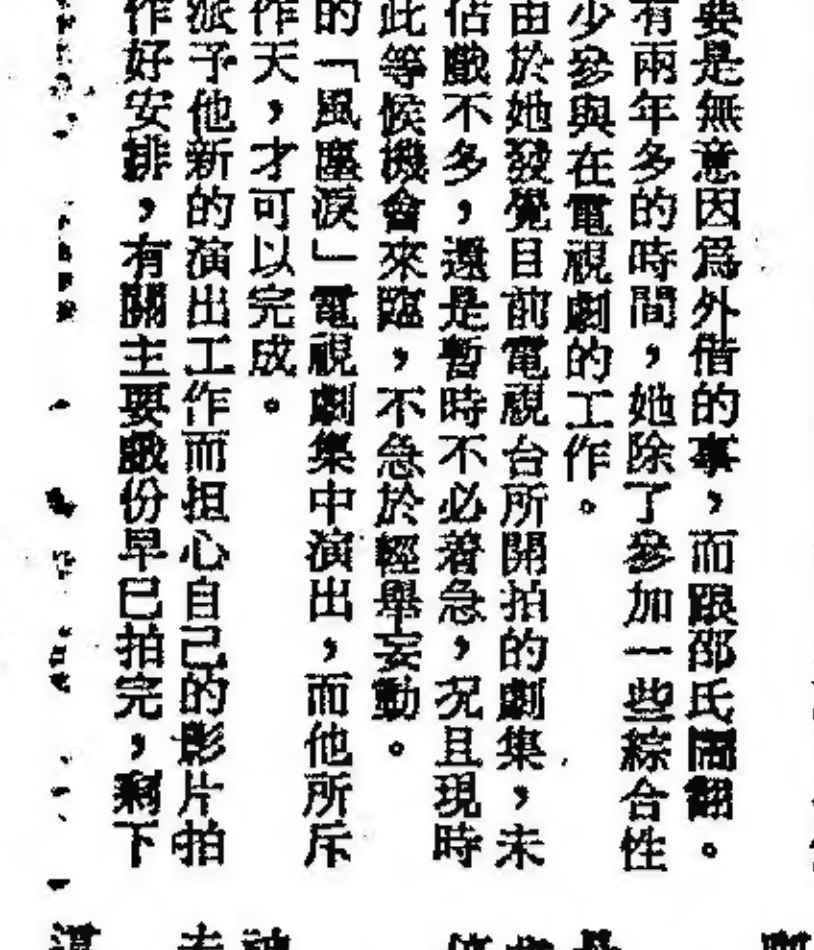 要是無意因爲外借的事，而跟邵氏鬧翻。
有兩年多的時間，她除了參加一些綜合性
少參與在電視劇的工作。
由於她發覺目前電視台所開拍的劇集，未
佔戲不多，還是暫時不必着急，况且現時
此等候機會來臨，不急於輕舉妄動。
的「風塵淚」電視劇集中演出，而他所斥
作天，才可以完成。
派予他新的演出工作而担心自己的影片拍
作好安排，有關主要戲份早已拍完，剩下